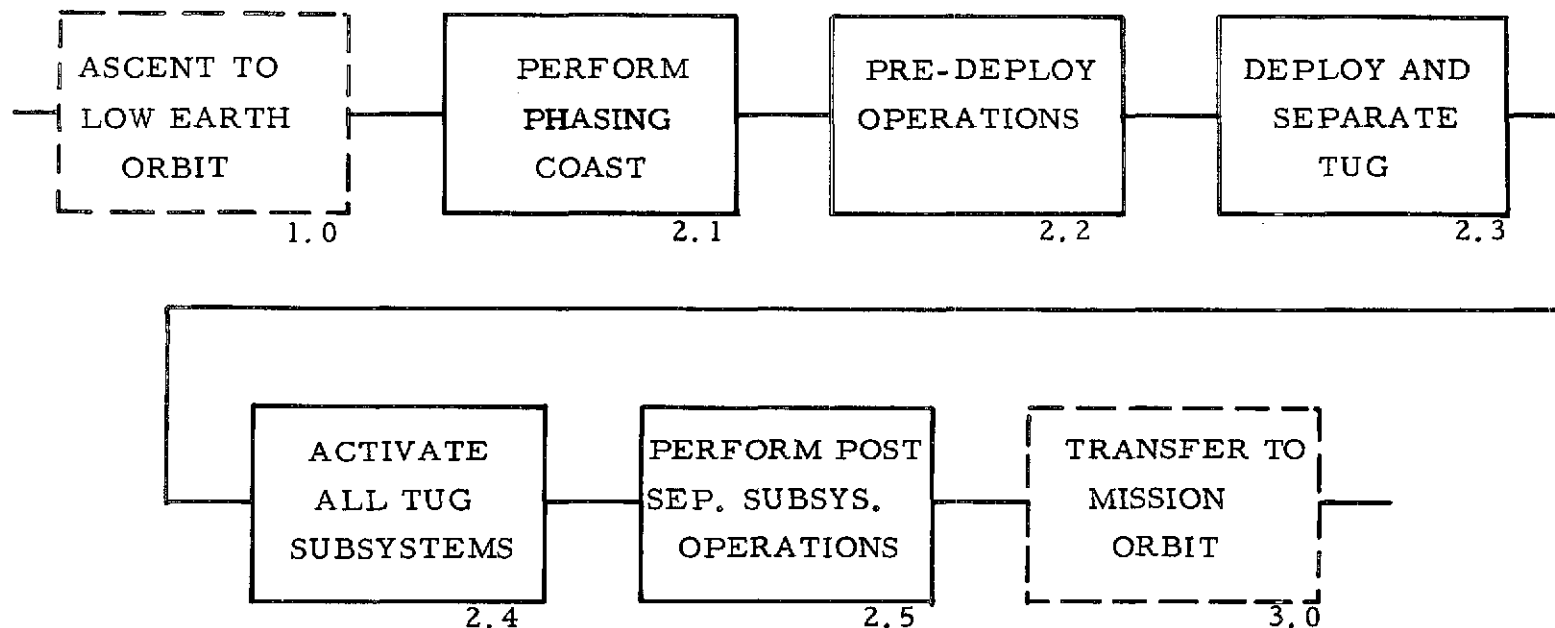 ASCENT TO
LOW EARTH
ORBIT
1.0
PERFORM
PHASING
COAST
2.1
PRE-DEPLOY
OPERATIONS
2.2
DEPLOY AND
SEPARATE
TUG
2.3
ACTIVATE
ALL TUG
SUBSYSTEMS
2.4
PERFORM POST
SEP. SUBSYS.
OPERATIONS
2.5
TRANSFER TO
MISSION
ORBIT
3.0